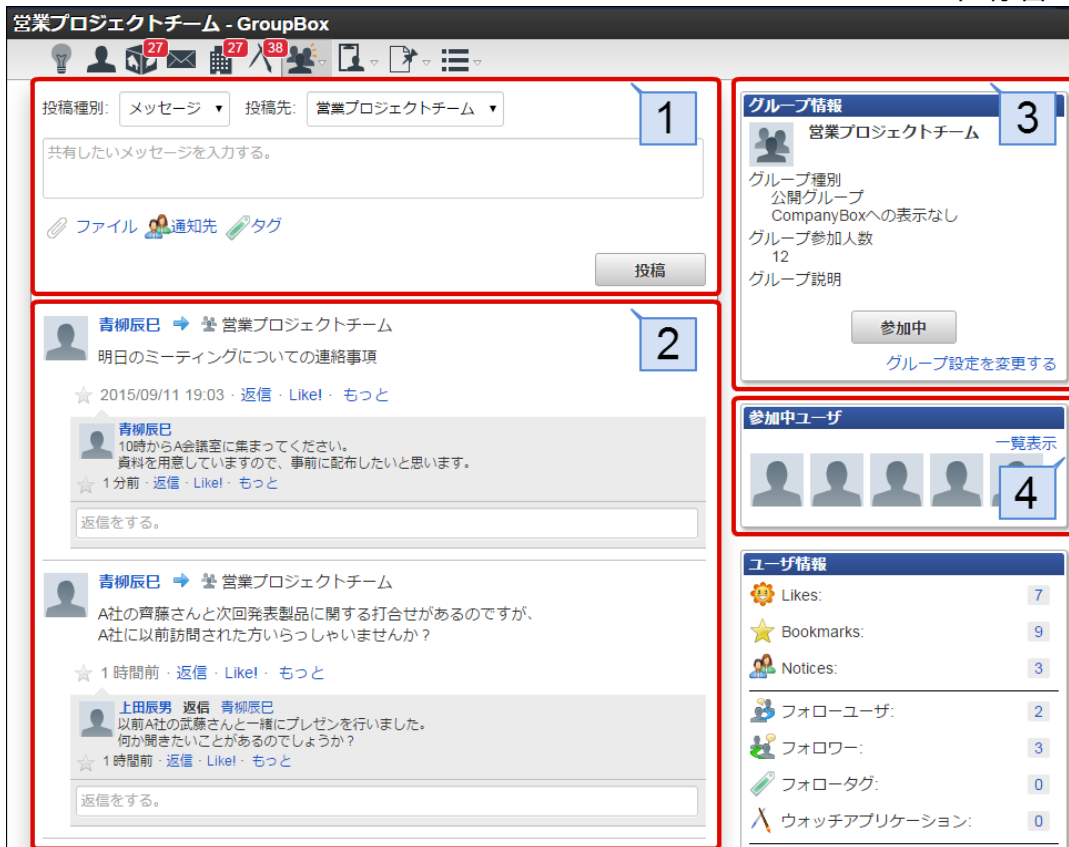 営業プロジェクトチーム - GroupBox
27 27 38
投稿種別: メッセージ 投稿先: 営業プロジェクトチーム
1
共有したいメッセージを入力する。
ファイル 通知先 タグ
投稿
青柳辰巳 営業プロジェクトチーム
2
明日のミーティングについての連絡事項
2015/09/11 19:03 · 返信 · Like! · もっと
青柳辰巳
10時からA会議室に集まってください。
資料を用意していますので、事前に配布したいと思います。
1分前 · 返信 · Like! · もっと
返信をする。
青柳辰巳 営業プロジェクトチーム
A社の齊藤さんと次回発表製品に関する打合せがあるのですが、
A社に以前訪問された方いらっしゃいませんか？
1時間前 · 返信 · Like! · もっと
上田辰男 返信 青柳辰巳
以前A社の武藤さんと一緒にプレゼンを行いました。
何か聞きたいことがあるのでしょうか？
1時間前 · 返信 · Like! · もっと
返信をする。
グループ情報
3
営業プロジェクトチーム
グループ種別
公開グループ
CompanyBoxへの表示なし
グループ参加人数
12
グループ説明
参加中
グループ設定を変更する
参加中ユーザ
一覧表示
4
ユーザ情報
Likes: 7
Bookmarks: 9
Notices: 3
フォローユーザ: 2
フォロワー: 3
フォロータグ: 0
ウォッチアプリケーション: 0